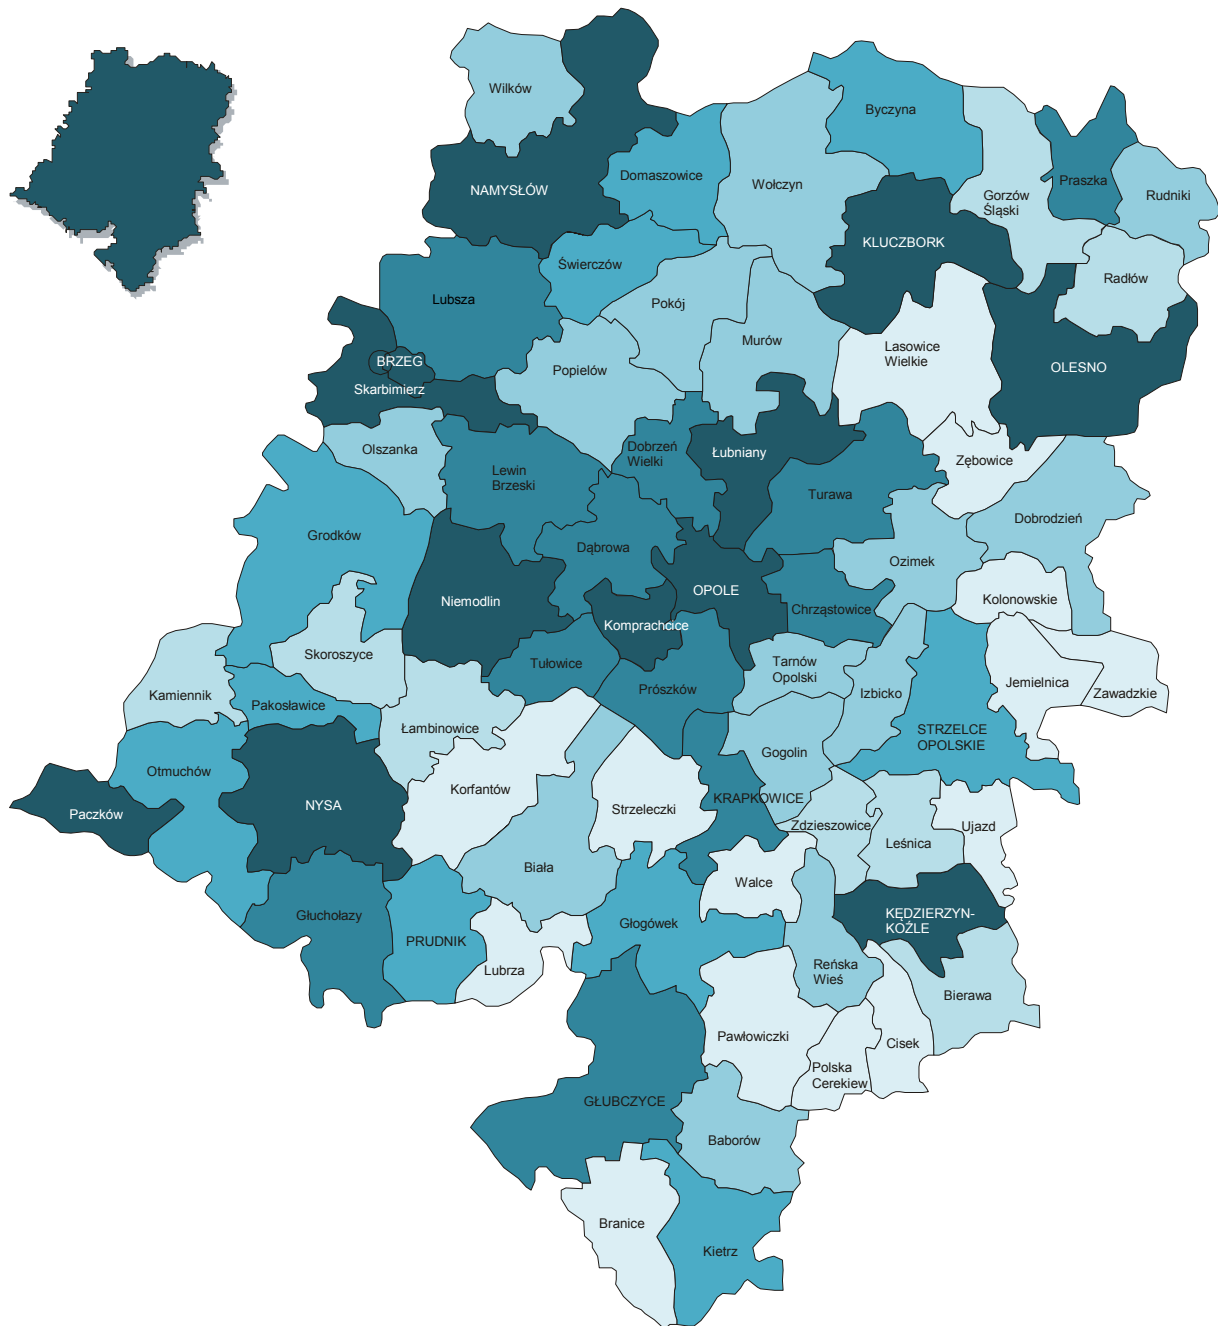 Wilków
Byczyna
NAMYSŁÓW
Domaszowice
Wołczyn
Gorzów
Śląski
Praszka
Rudniki
KLUCZBORK
Świerczów
Radłów
Lubsza
Pokój
Murów
Lasowice
Wielkie
BRZEG
Skarbimierz
Popielów
OLESNO
Olszanka
Lewin
Brzeski
Dobrzeń
Wielki
Łubniany
Zębowice
Turawa
Dobrodzień
Grodków
Dąbrowa
Ozimek
Niemodlin
OPOLE
Kolonowskie
Chrząstowice
Komprachcice
Skoroszyce
Tułowice
Tarnów
Opolski
Kamiennik
Prószków
Izbicko
Jemielnica
Zawadzkie
Pakosławice
Łambinowice
STRZELCE
OPOLSKIE
Gogolin
Otmuchów
Korfantów
KRAPKOWICE
NYSA
Strzeleczki
Paczków
Zdzieszowice
Ujazd
Leśnica
Biała
Walce
Głuchołazy
KĘDZIERZYN-
KOŹLE
Głogówek
PRUDNIK
Lubrza
Reńska
Wieś
Bierawa
Pawłowiczki
Cisek
Polska
Cerekiew
GŁUBCZYCE
Baborów
Branice
Kietrz